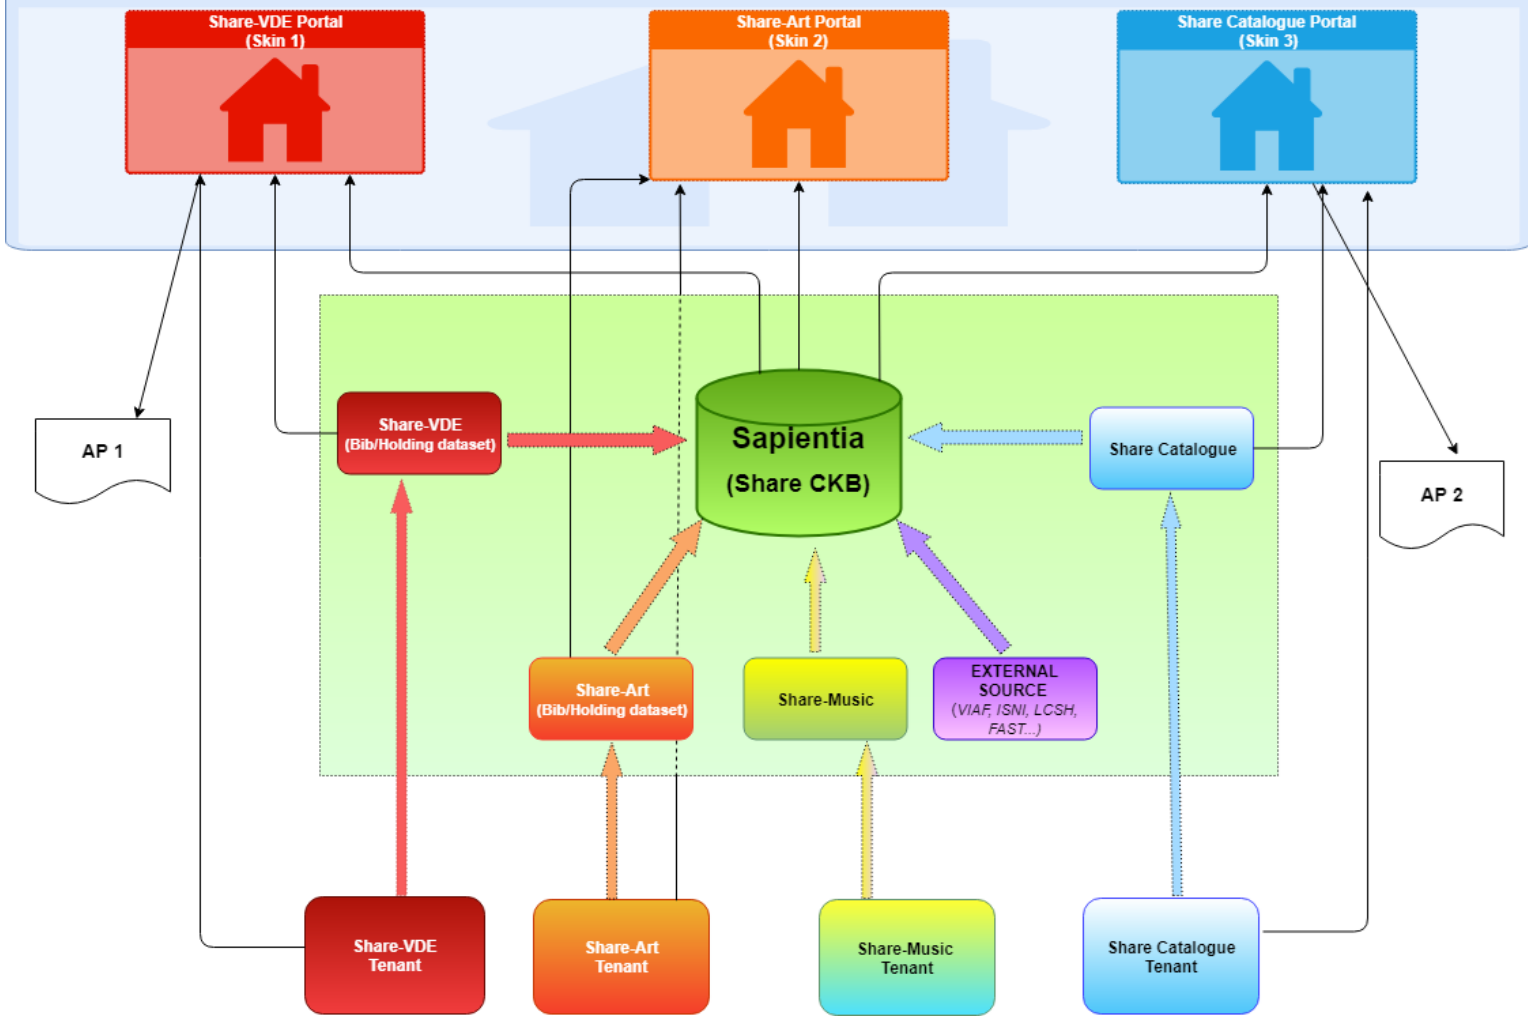 Share-VDE Portal
(Skin 1)
Share-Art Portal
(Skin 2)
Share Catalogue Portal
(Skin 3)
AP 1
Share-VDE
(Bib/Holding dataset)
Sapientia
(Share CKB)
Share Catalogue
AP 2
Share-Art
(Bib/Holding dataset)
Share-Music
EXTERNAL
SOURCE
(VIAF, ISNI, LCSH,
FAST...)
Share-VDE
Tenant
Share-Art
Tenant
Share-Music
Tenant
Share Catalogue
Tenant